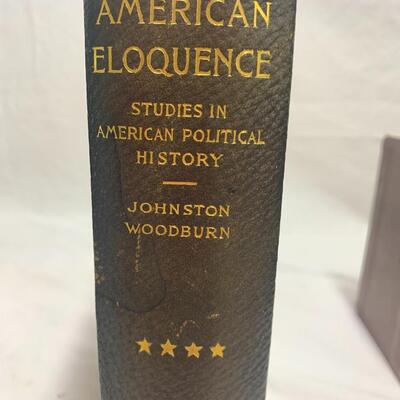 AMERICAN
ELOQUENCE
STUDIES IN
AMERICAN POLITICAL
HISTORY
JOHNSTON
WOODBURN